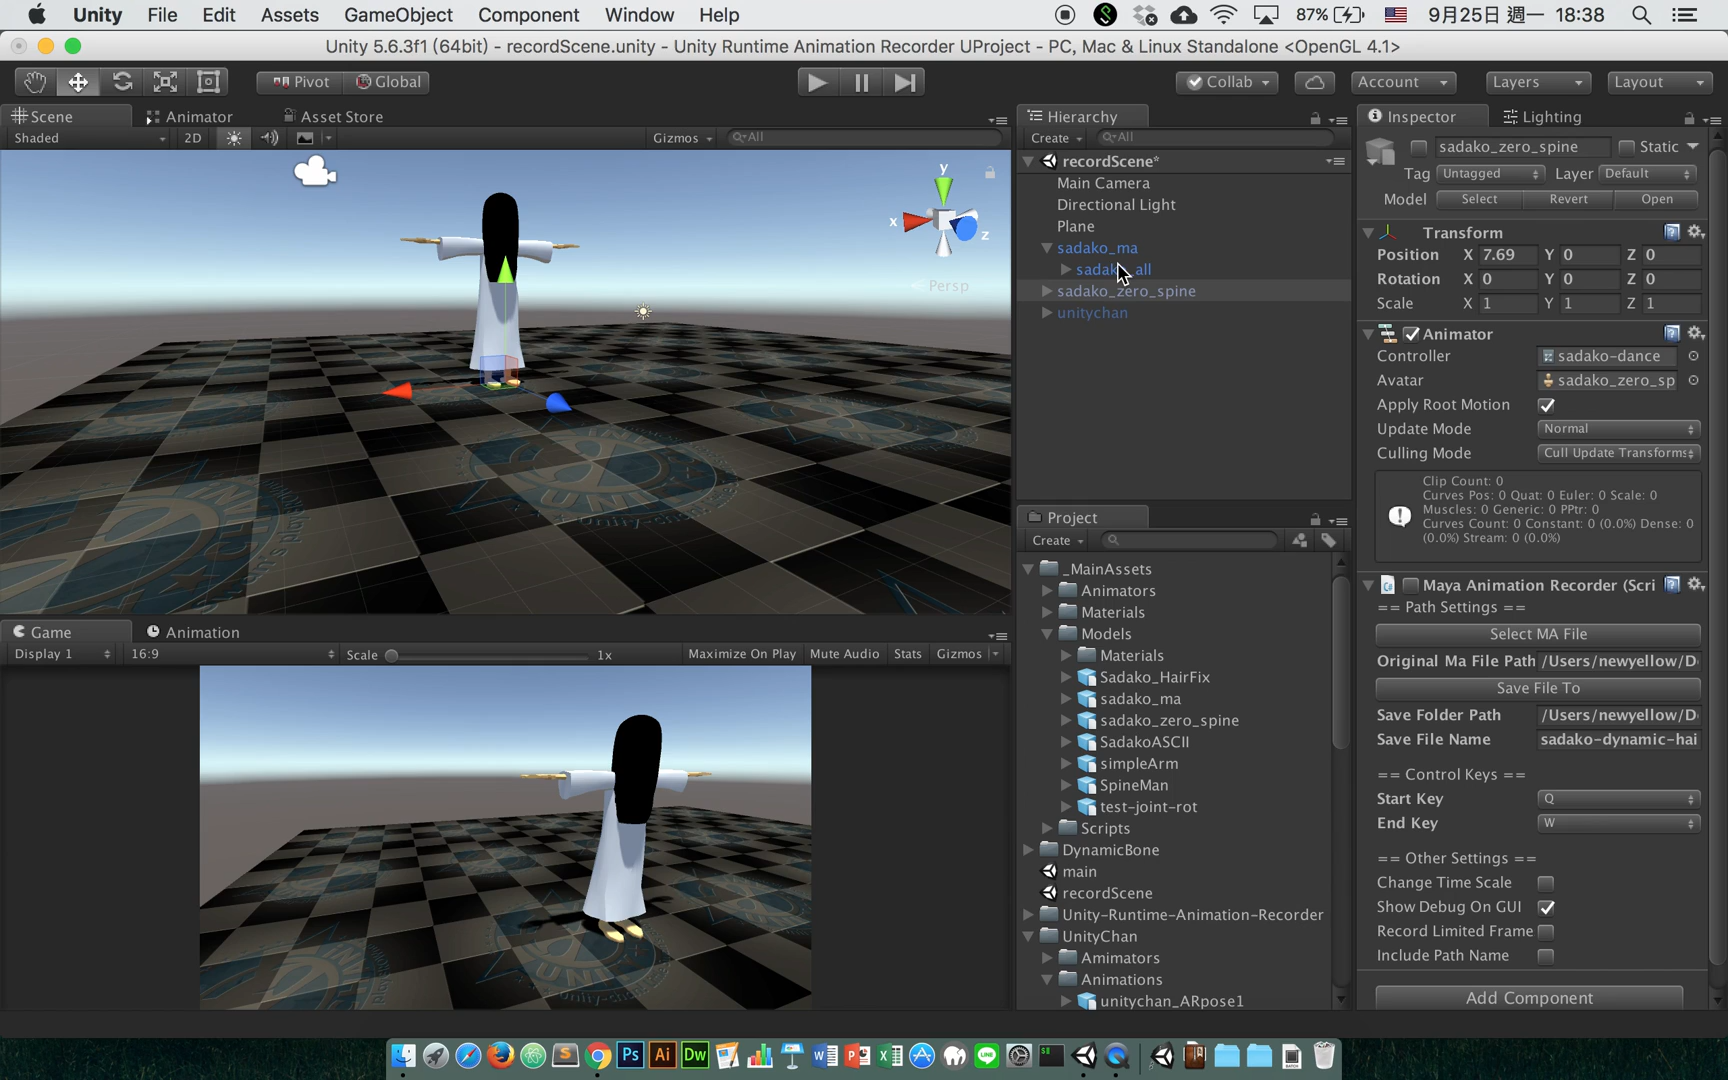 Unity File Edit Assets GameObject Component Window Help 87% 9月25日 週一 18:38
Unity 5.6.3f1 (64bit) - recordScene.unity - Unity Runtime Animation Recorder UProject - PC, Mac & Linux Standalone <OpenGL 4.1>
Pivot Global Collab Account Layers Layout
Scene Animator Asset Store
Shaded 2D Gizmos All
y
x
z
Persp
Game Animation
Display 1 16:9 Scale 1x Maximize On Play Mute Audio Stats Gizmos
Hierarchy
Create All
recordScene*
Main Camera
Directional Light
Plane
sadako_ma
sadako_all
sadako_zero_spine
unitychan
Project
Create
_MainAssets
Animators
Materials
Models
Materials
Sadako_HairFix
sadako_ma
sadako_zero_spine
SadakoASCII
simpleArm
SpineMan
test-joint-rot
Scripts
DynamicBone
main
recordScene
Unity-Runtime-Animation-Recorder
UnityChan
Amimators
Animations
unitychan_ARpose1
Inspector Lighting
sadako_zero_spine Static
Tag Untagged Layer Default
Model Select Revert Open
Transform
Position X 7.69 Y 0 Z 0
Rotation X 0 Y 0 Z 0
Scale X 1 Y 1 Z 1
Animator
Controller sadako-dance
Avatar sadako_zero_sp
Apply Root Motion
Update Mode Normal
Culling Mode Cull Update Transforms
Clip Count: 0
Curves Pos: 0 Quat: 0 Euler: 0 Scale: 0
Muscles: 0 Generic: 0 PPtr: 0
Curves Count: 0 Constant: 0 (0.0%) Dense: 0
(0.0%) Stream: 0 (0.0%)
Maya Animation Recorder (Scri
== Path Settings ==
Select MA File
Original Ma File Path /Users/newyellow/D
Save File To
Save Folder Path /Users/newyellow/D
Save File Name sadako-dynamic-hai
== Control Keys ==
Start Key Q
End Key W
== Other Settings ==
Change Time Scale
Show Debug On GUI
Record Limited Frame
Include Path Name
Add Component
Ps Ai Dw